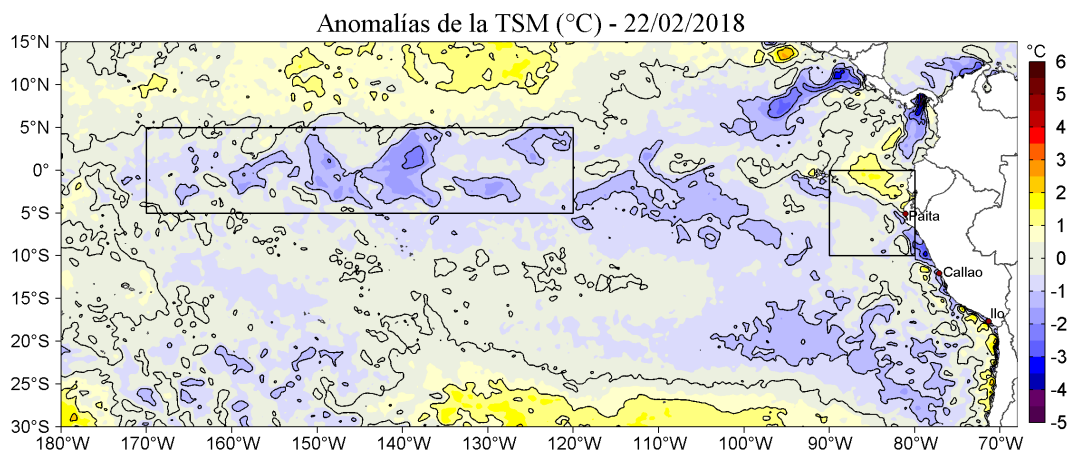 Anomalías de la TSM (°C) - 22/02/2018
15°N
10°N
5°N
0°
5°S
10°S
15°S
20°S
25°S
30°S
180°W
170°W
160°W
150°W
140°W
130°W
120°W
110°W
100°W
90°W
80°W
70°W
Paita
Callao
Ilo
°C
6
5
4
3
2
1
0
-1
-2
-3
-4
-5